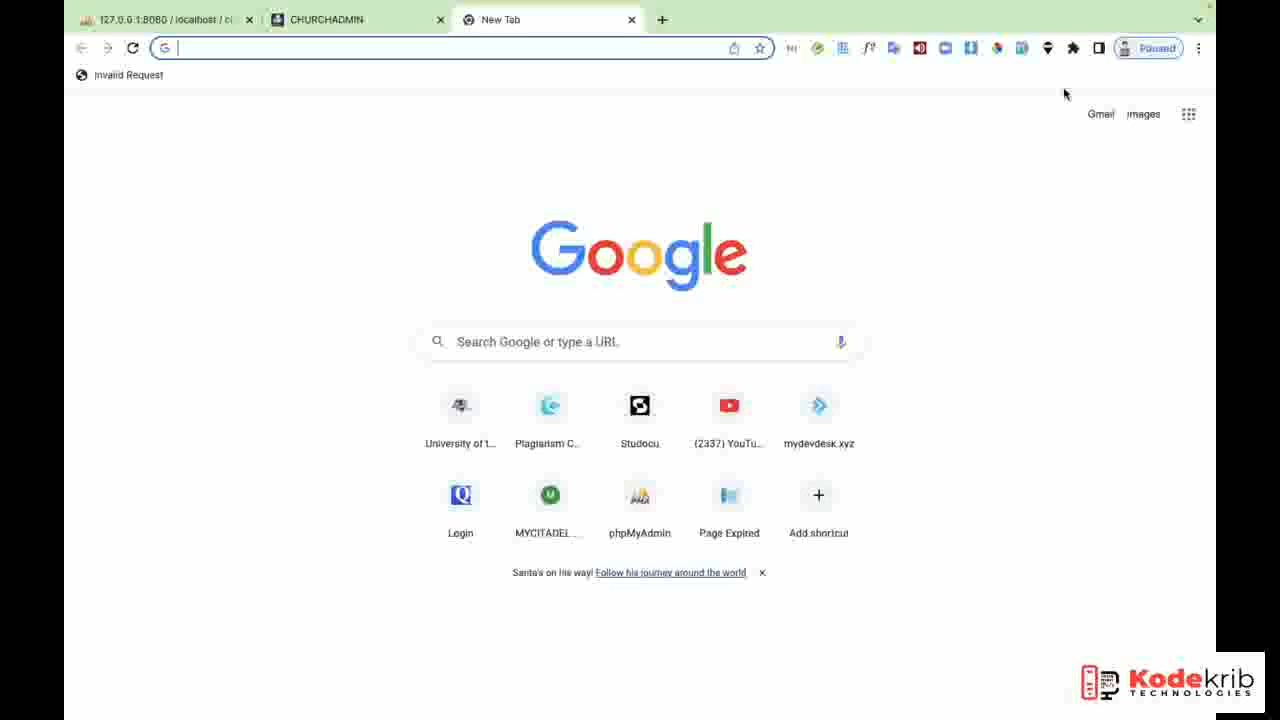 127.0.0.1:8080 / localhost / ci
CHURCHADMIN
New Tab
Paused
Invalid Request
Gmail Images
Google
Search Google or type a URL
University of t...
Plagiarism C...
Studocu
(2337) YouTu...
mydevdesk.xyz
Login
MYCITADEL...
phpMyAdmin
Page Expired
Add shortcut
Santa's on his way! Follow his journey around the world
Kodekrib
TECHNOLOGIES